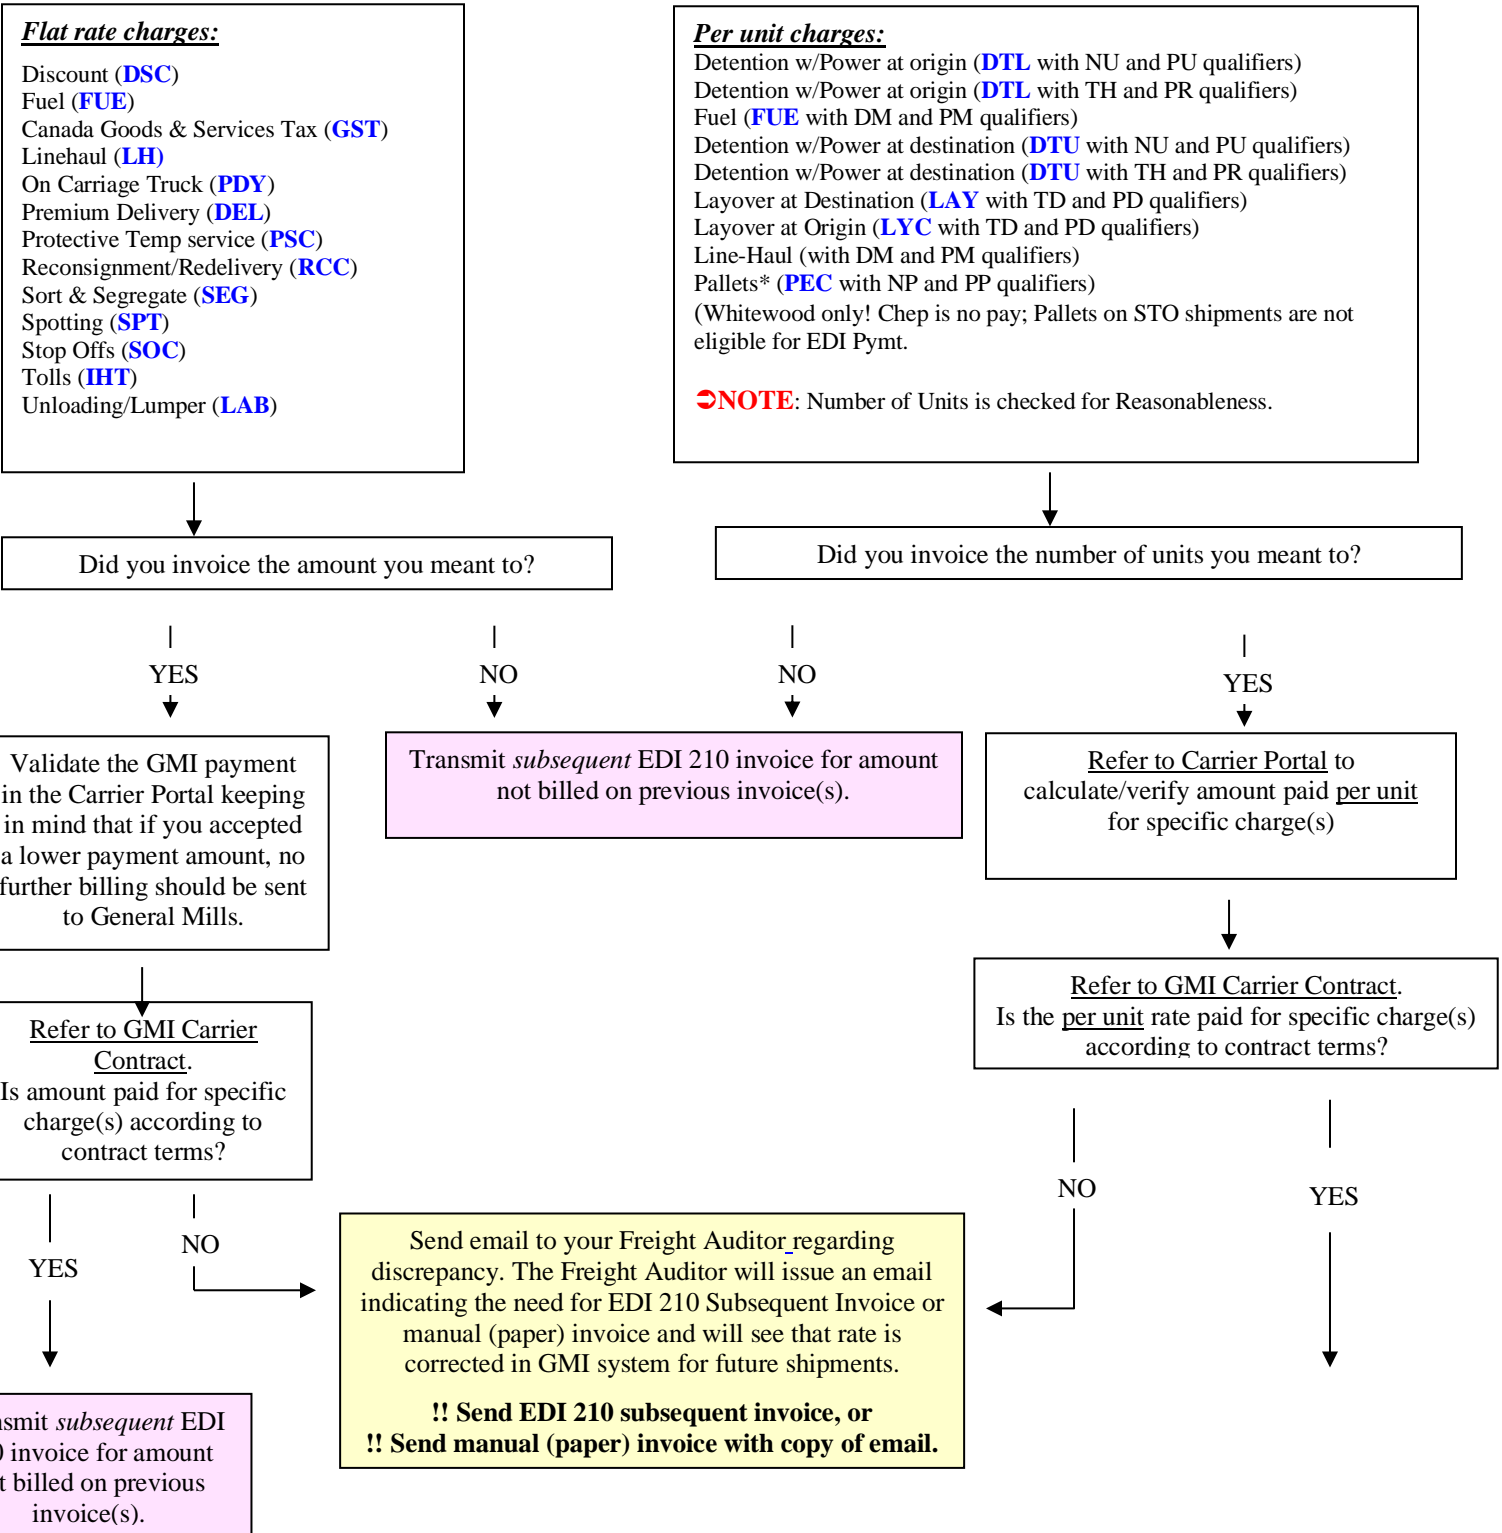 Flat rate charges:
Discount (DSC)
Fuel (FUE)
Canada Goods & Services Tax (GST)
Linehaul (LH)
On Carriage Truck (PDY)
Premium Delivery (DEL)
Protective Temp service (PSC)
Reconsignment/Redelivery (RCC)
Sort & Segregate (SEG)
Spotting (SPT)
Stop Offs (SOC)
Tolls (IHT)
Unloading/Lumper (LAB)
Per unit charges:
Detention w/Power at origin (DTL with NU and PU qualifiers)
Detention w/Power at origin (DTL with TH and PR qualifiers)
Fuel (FUE with DM and PM qualifiers)
Detention w/Power at destination (DTU with NU and PU qualifiers)
Detention w/Power at destination (DTU with TH and PR qualifiers)
Layover at Destination (LAY with TD and PD qualifiers)
Layover at Origin (LYC with TD and PD qualifiers)
Line-Haul (with DM and PM qualifiers)
Pallets* (PEC with NP and PP qualifiers)
(Whitewood only! Chep is no pay; Pallets on STO shipments are not
eligible for EDI Pymt.
➲NOTE: Number of Units is checked for Reasonableness.
Did you invoice the amount you meant to?
Did you invoice the number of units you meant to?
YES
NO
NO
YES
Validate the GMI payment
in the Carrier Portal keeping
in mind that if you accepted
a lower payment amount, no
further billing should be sent
to General Mills.
Transmit subsequent EDI 210 invoice for amount
not billed on previous invoice(s).
Refer to Carrier Portal to
calculate/verify amount paid per unit
for specific charge(s)
Refer to GMI Carrier
Contract.
Is amount paid for specific
charge(s) according to
contract terms?
Refer to GMI Carrier Contract.
Is the per unit rate paid for specific charge(s)
according to contract terms?
YES
NO
NO
YES
Send email to your Freight Auditor regarding
discrepancy. The Freight Auditor will issue an email
indicating the need for EDI 210 Subsequent Invoice or
manual (paper) invoice and will see that rate is
corrected in GMI system for future shipments.
!! Send EDI 210 subsequent invoice, or
!! Send manual (paper) invoice with copy of email.
nsmit subsequent EDI
0 invoice for amount
t billed on previous
invoice(s).